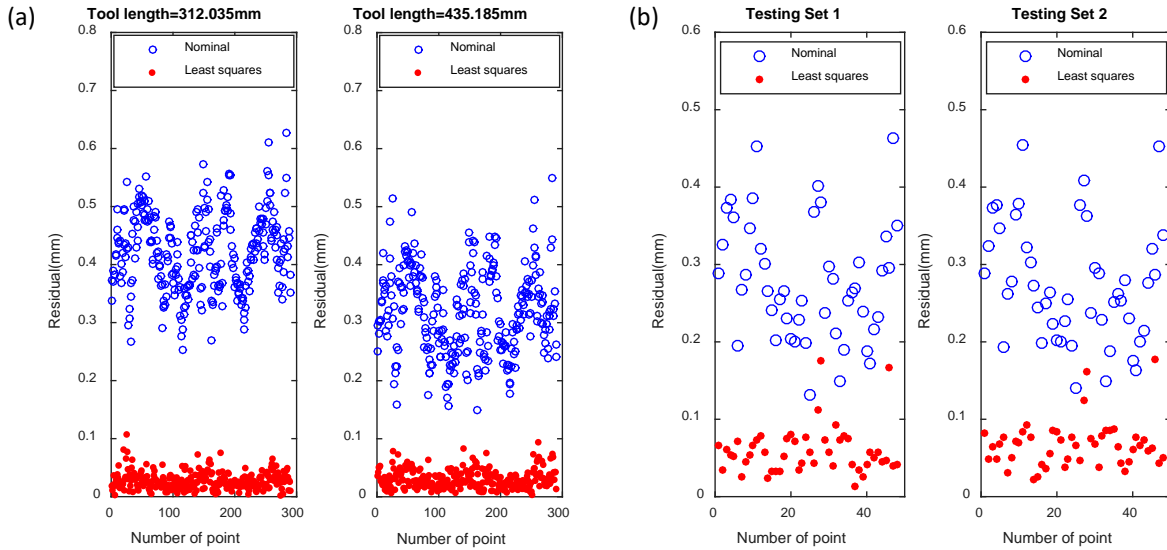 (a)
Tool length=312.035mm
Nominal
Least squares
0.8
0.7
0.6
0.5
0.4
0.3
0.2
0.1
0
Residual(mm)
0 100 200 300
Number of point
Tool length=435.185mm
Nominal
Least squares
0.8
0.7
0.6
0.5
0.4
0.3
0.2
0.1
0
Residual(mm)
0 100 200 300
Number of point
(b)
Testing Set 1
Nominal
Least squares
0.6
0.5
0.4
0.3
0.2
0.1
0
Residual(mm)
0 20 40
Number of point
Testing Set 2
Nominal
Least squares
0.6
0.5
0.4
0.3
0.2
0.1
0
Residual(mm)
0 20 40
Number of point